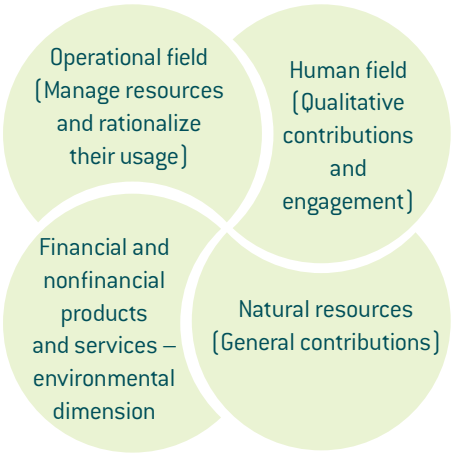 Operational field
(Manage resources
and rationalize
their usage)
Human field
(Qualitative
contributions
and
engagement)
Financial and
nonfinancial
products
and services –
environmental
dimension
Natural resources
(General contributions)